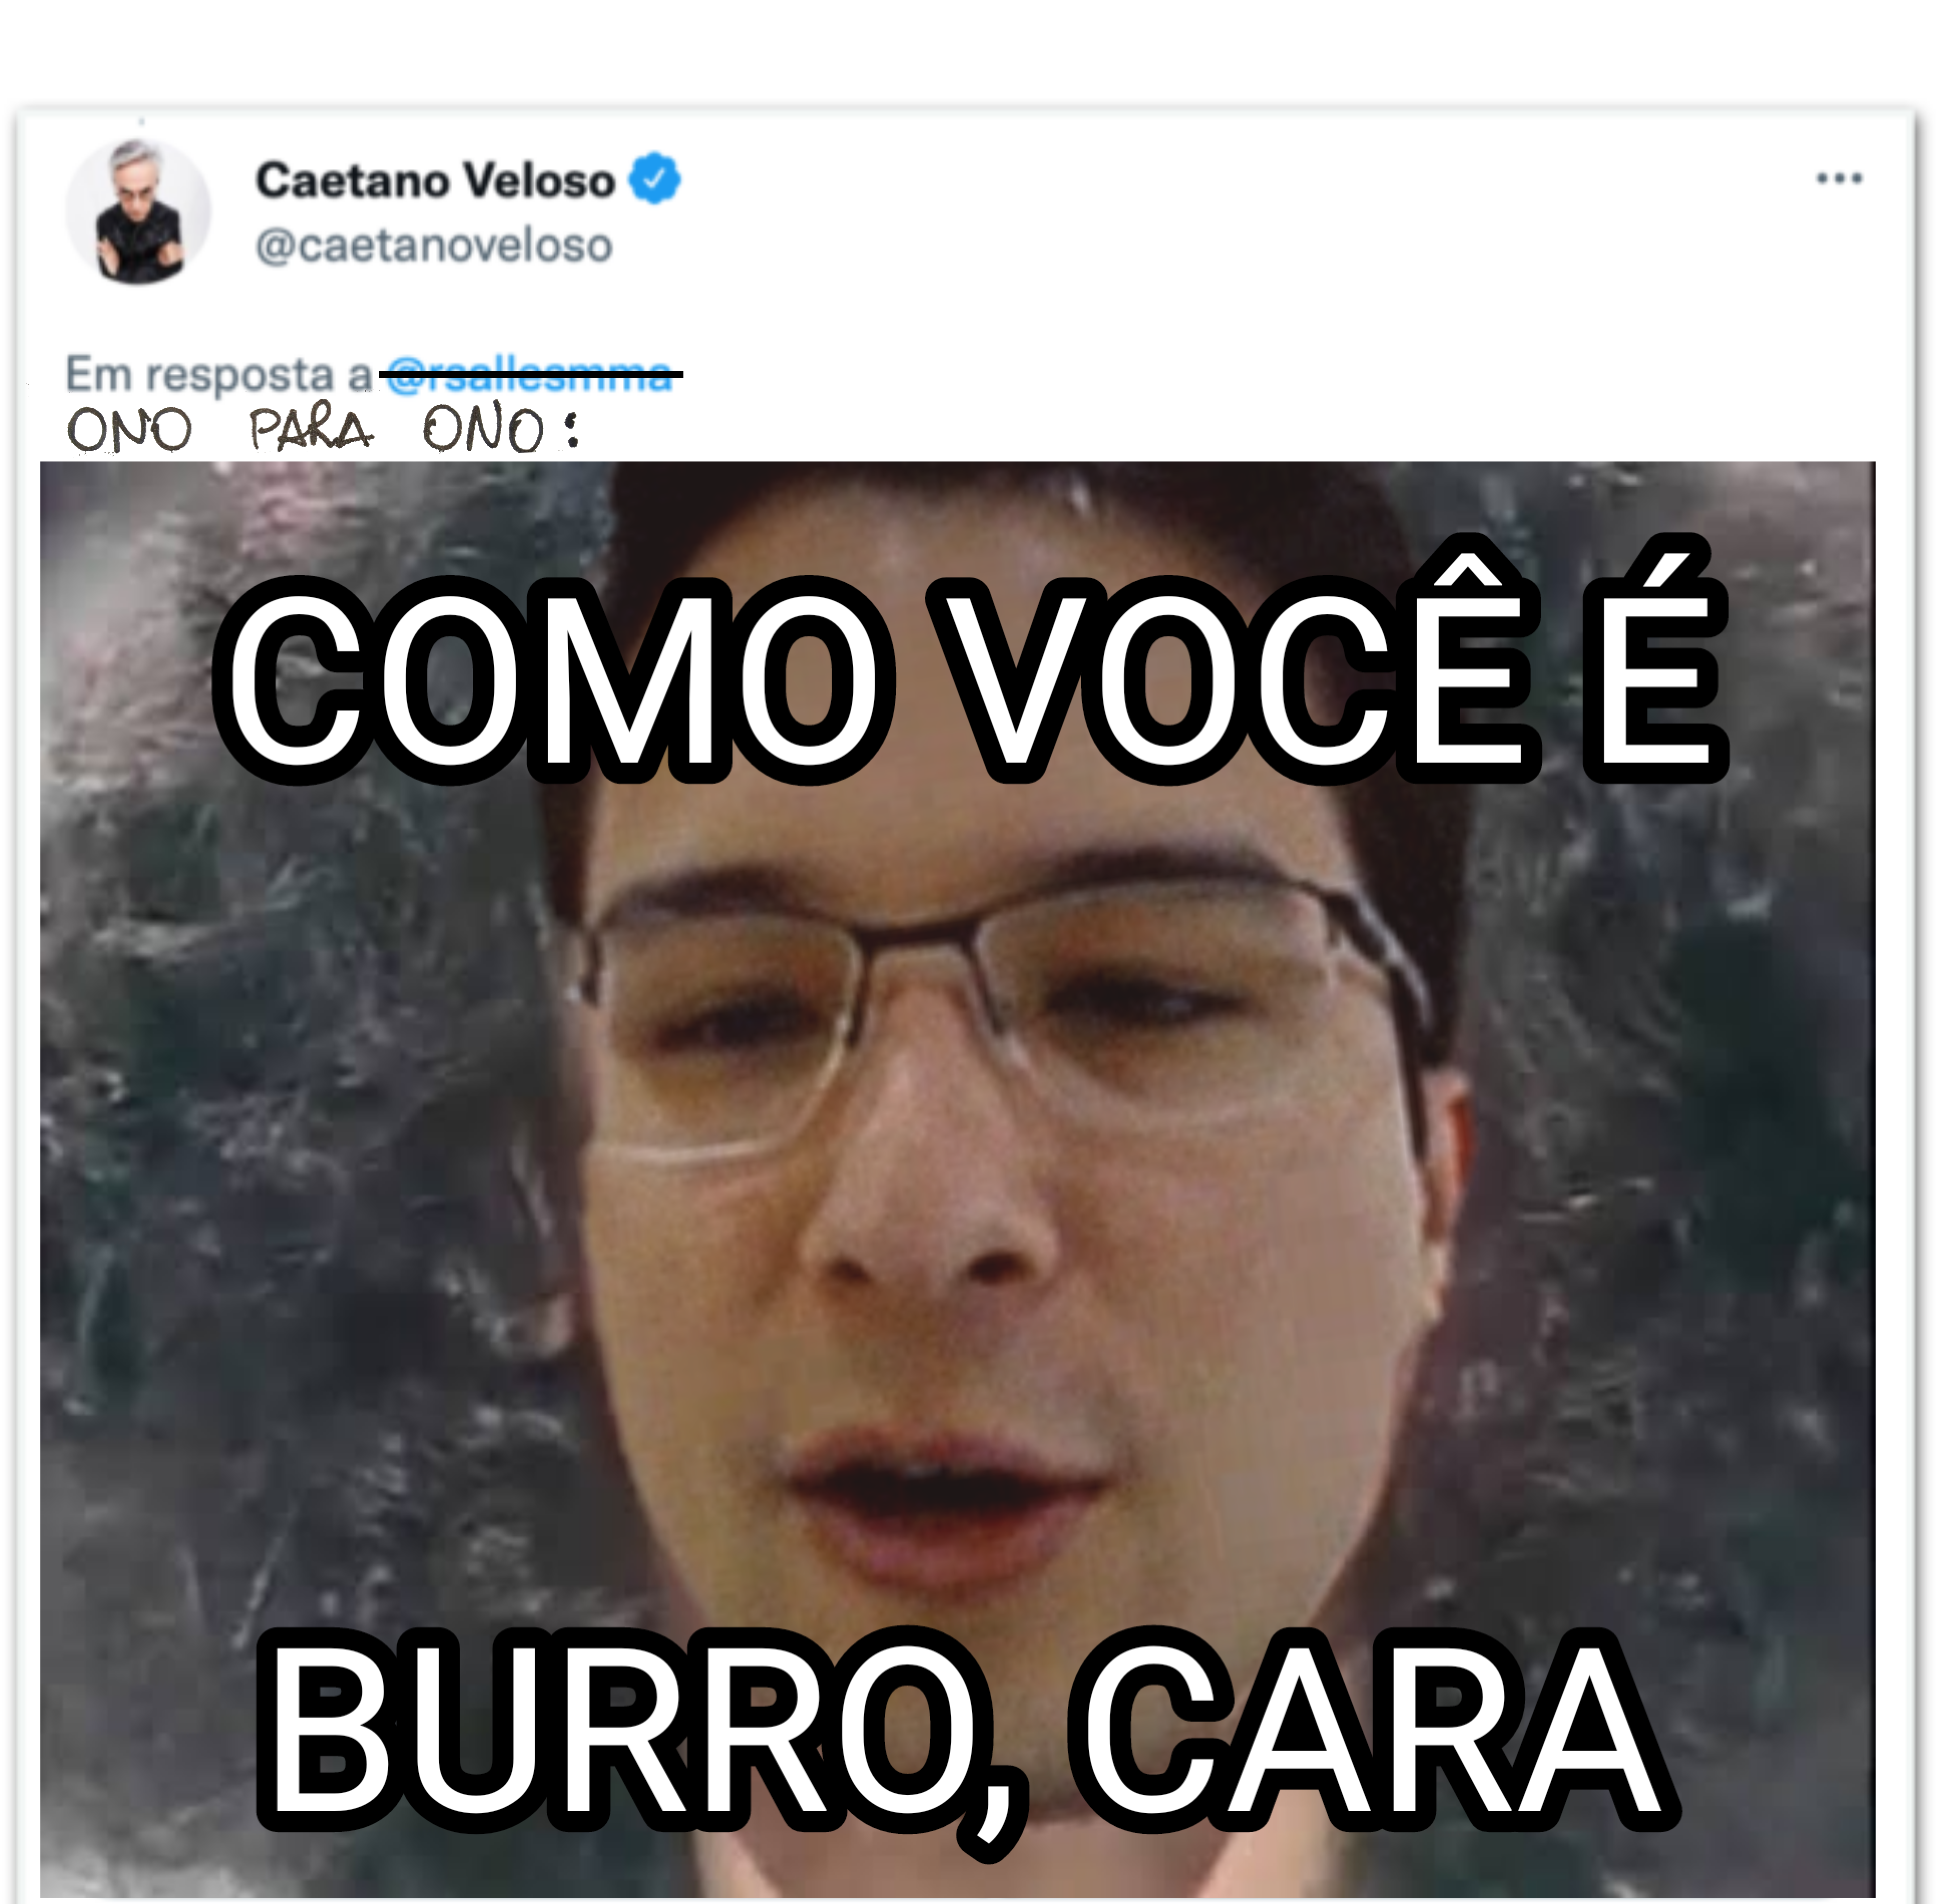 Caetano Veloso
@caetanoveloso
Em resposta a @rsallesmma
ONO PARA ONO:
COMO VOCÊ É
BURRO, CARA